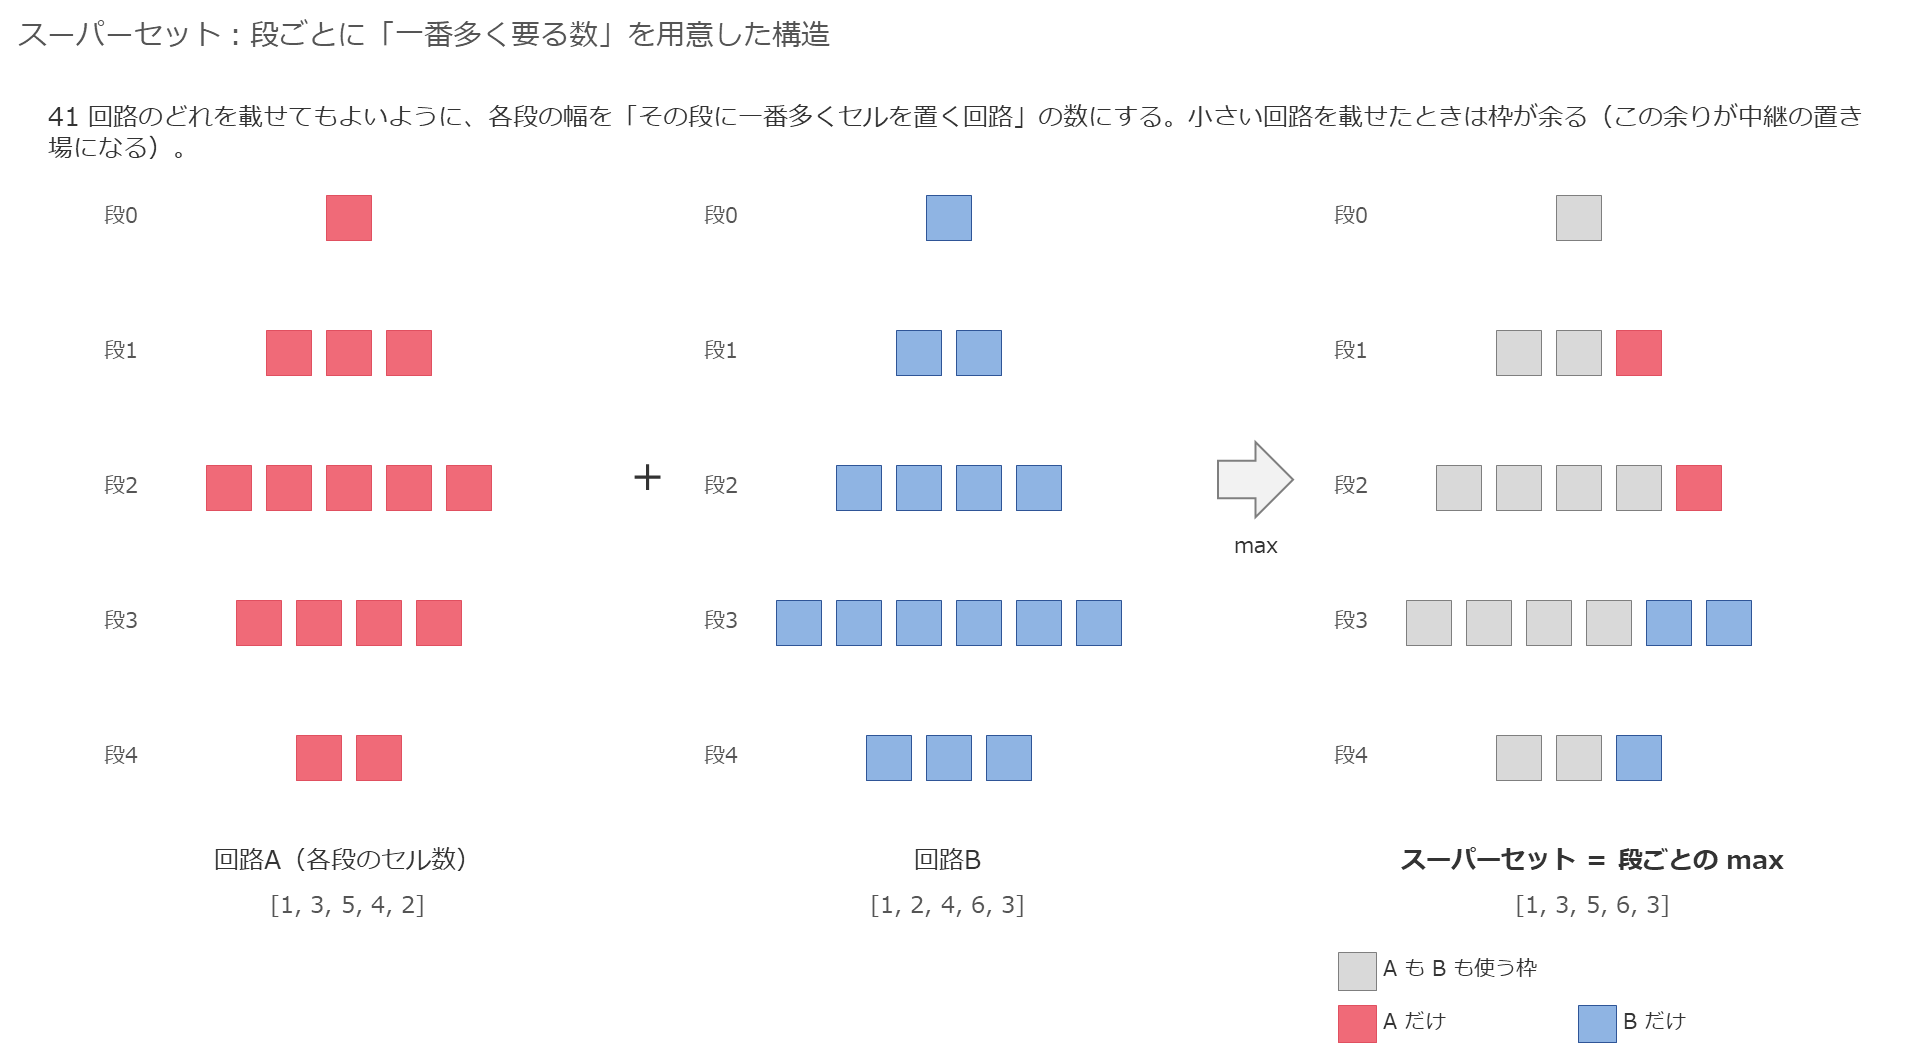 スーパーセット：段ごとに「一番多く要る数」を用意した構造
41 回路のどれを載せてもよいように、各段の幅を「その段に一番多くセルを置く回路」の数にする。小さい回路を載せたときは枠が余る（この余りが中継の置き
場になる）。
段0
段1
段2
段3
段4
回路A（各段のセル数）
[1, 3, 5, 4, 2]
+
段0
段1
段2
段3
段4
回路B
[1, 2, 4, 6, 3]
max
段0
段1
段2
段3
段4
スーパーセット = 段ごとの max
[1, 3, 5, 6, 3]
A も B も使う枠
A だけ
B だけ